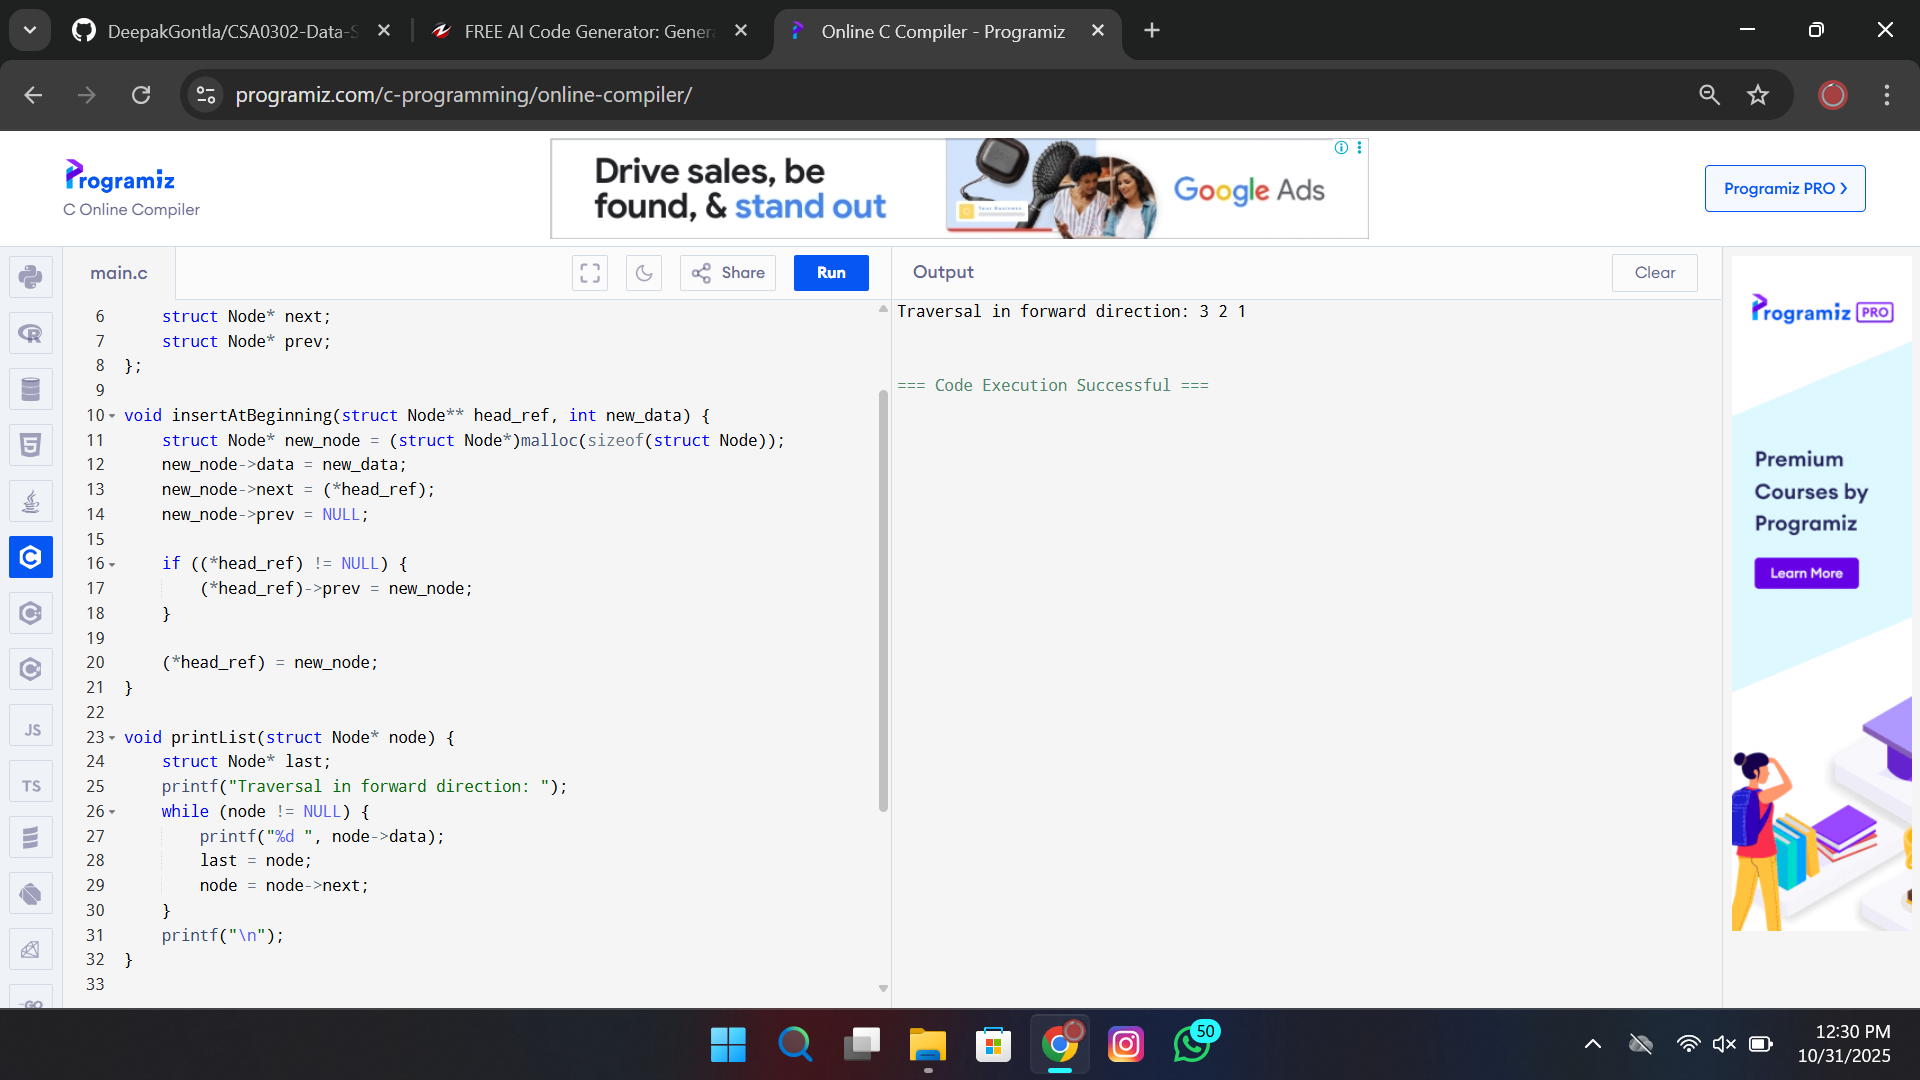 DeepakGontla/CSA0302-Data-S
FREE AI Code Generator: Genera
Online C Compiler - Programiz
programiz.com/c-programming/online-compiler/
Programiz
C Online Compiler
Drive sales, be
found, & stand out
Your Business
Google Ads
Programiz PRO
main.c
Share
Run
Output
Clear
6 struct Node* next;
7 struct Node* prev;
8 };
9
10 void insertAtBeginning(struct Node** head_ref, int new_data) {
11 struct Node* new_node = (struct Node*)malloc(sizeof(struct Node));
12 new_node->data = new_data;
13 new_node->next = (*head_ref);
14 new_node->prev = NULL;
15
16 if ((*head_ref) != NULL) {
17 (*head_ref)->prev = new_node;
18 }
19
20 (*head_ref) = new_node;
21 }
22
23 void printList(struct Node* node) {
24 struct Node* last;
25 printf("Traversal in forward direction: ");
26 while (node != NULL) {
27 printf("%d ", node->data);
28 last = node;
29 node = node->next;
30 }
31 printf("\n");
32 }
33
Traversal in forward direction: 3 2 1
=== Code Execution Successful ===
Programiz PRO
Premium
Courses by
Programiz
Learn More
JS
TS
GO
50
12:30 PM
10/31/2025